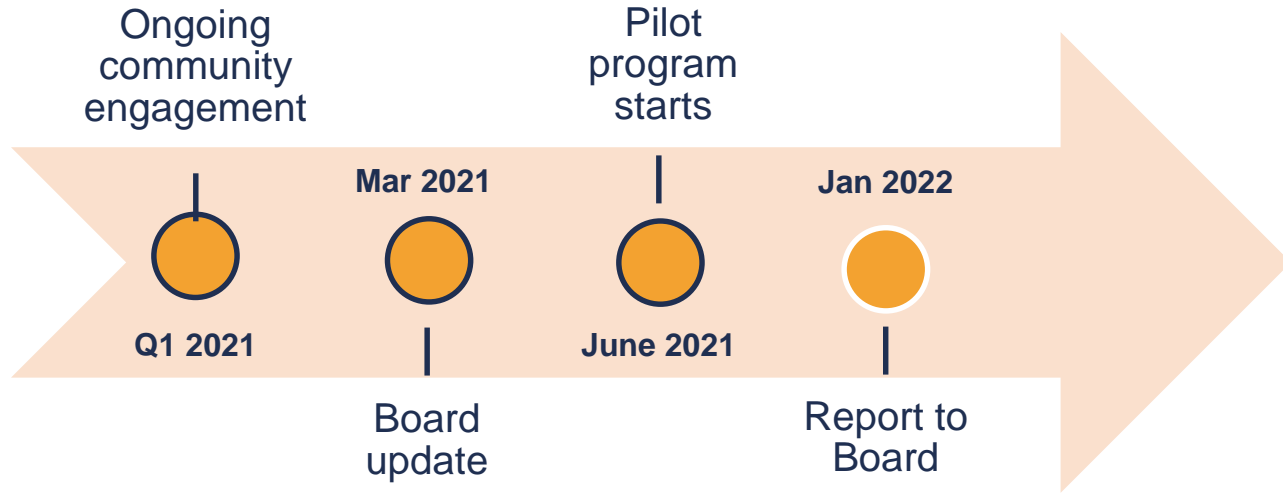 Ongoing
community
engagement
Q1 2021
Mar 2021
Board
update
Pilot
program
starts
June 2021
Jan 2022
Report to
Board